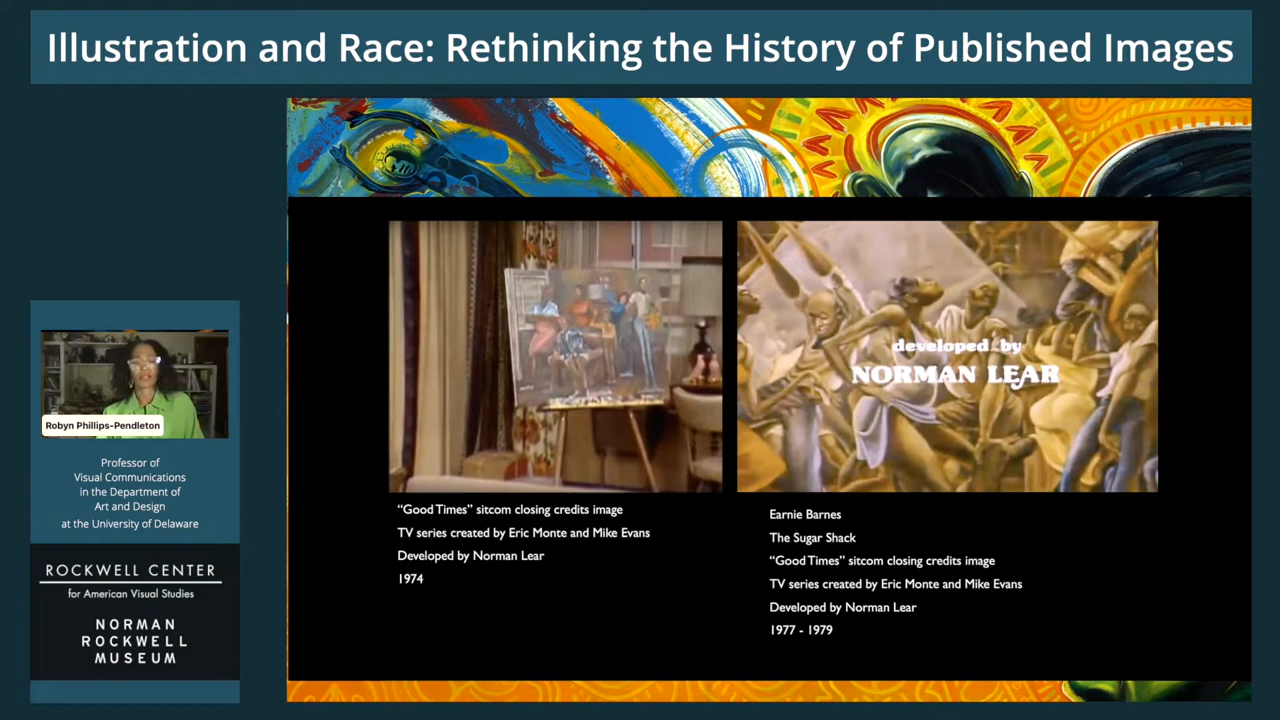 Illustration and Race: Rethinking the History of Published Images
developed by
NORMAN LEAR
Robyn Phillips-Pendleton
Professor of
Visual Communications
in the Department of
Art and Design
at the University of Delaware
ROCKWELL CENTER
for American Visual Studies
NORMAN
ROCKWELL
MUSEUM
“Good Times” sitcom closing credits image
TV series created by Eric Monte and Mike Evans
Developed by Norman Lear
1974
Earnie Barnes
The Sugar Shack
“Good Times” sitcom closing credits image
TV series created by Eric Monte and Mike Evans
Developed by Norman Lear
1977 - 1979